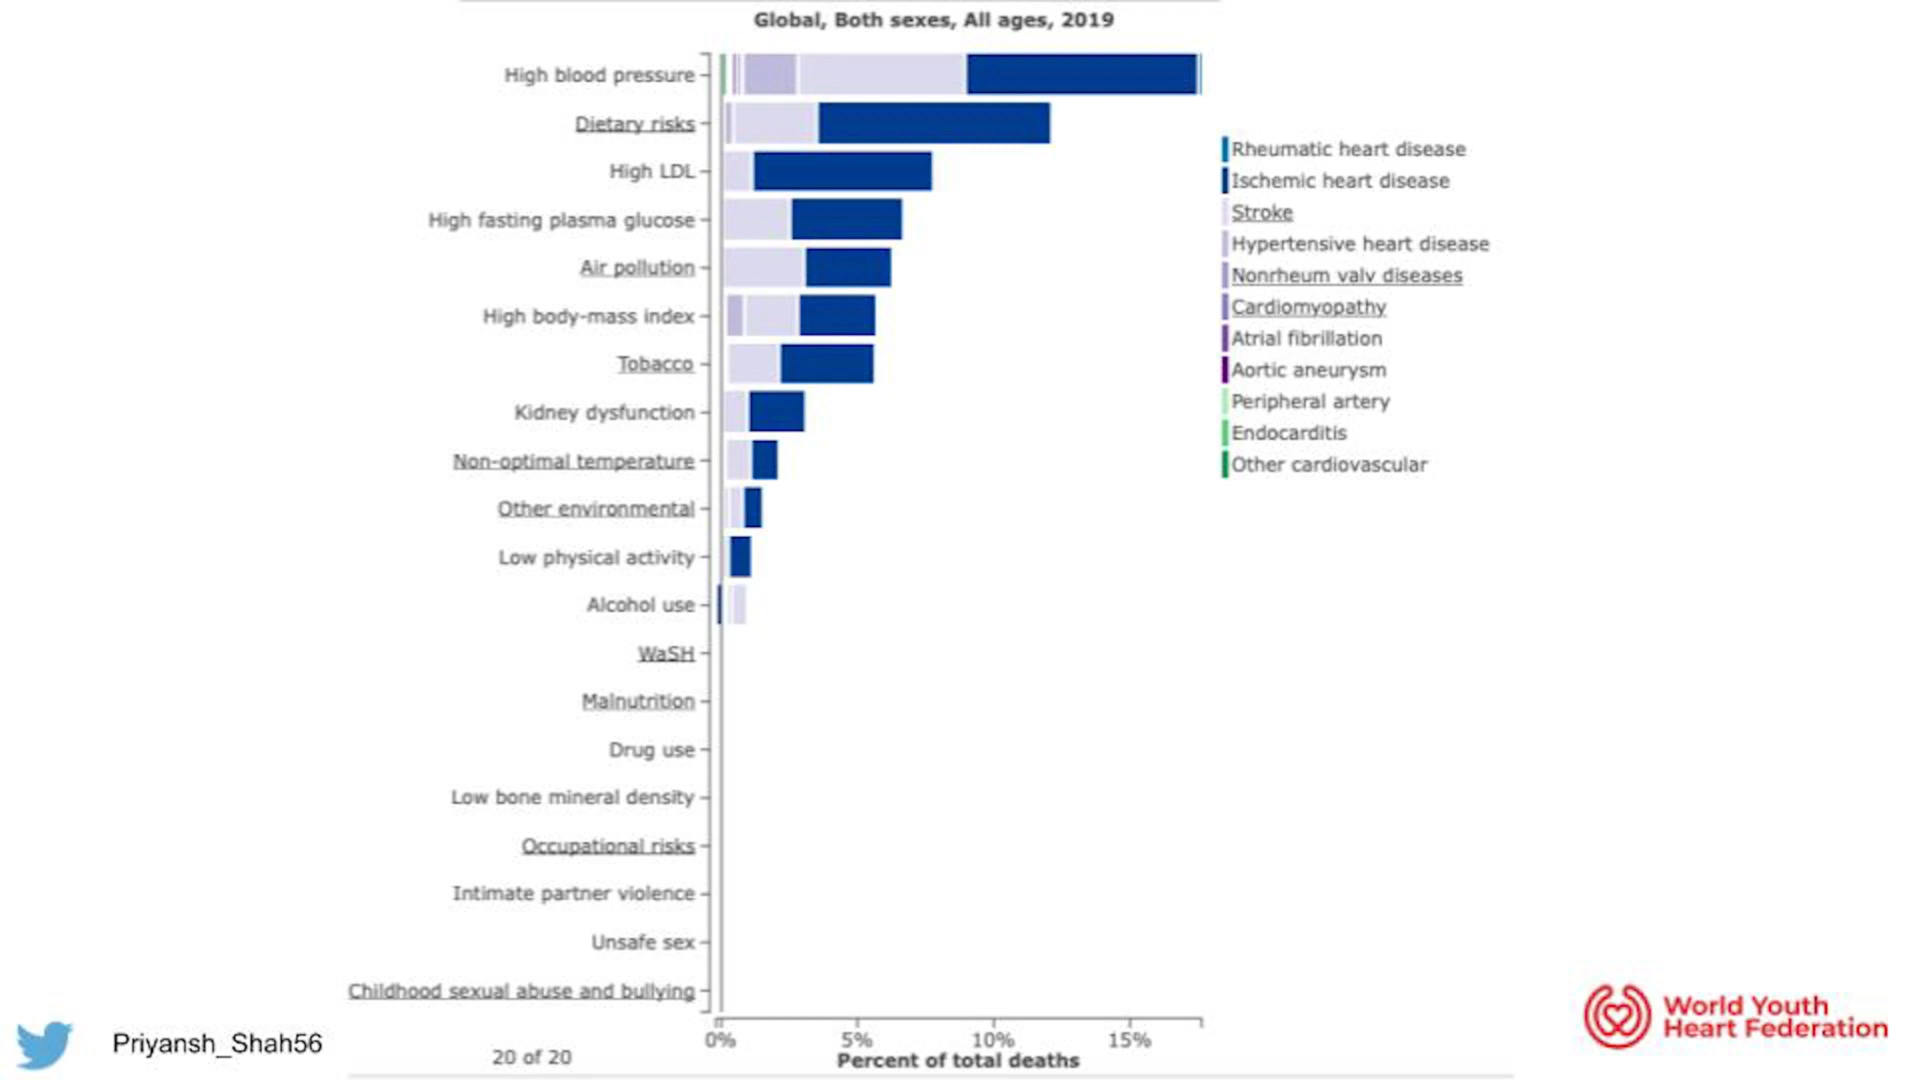 Global, Both sexes, All ages, 2019
High blood pressure
Dietary risks
High LDL
High fasting plasma glucose
Air pollution
High body-mass index
Tobacco
Kidney dysfunction
Non-optimal temperature
Other environmental
Low physical activity
Alcohol use
WaSH
Malnutrition
Drug use
Low bone mineral density
Occupational risks
Intimate partner violence
Unsafe sex
Childhood sexual abuse and bullying
Rheumatic heart disease
Ischemic heart disease
Stroke
Hypertensive heart disease
Nonrheum valv diseases
Cardiomyopathy
Atrial fibrillation
Aortic aneurysm
Peripheral artery
Endocarditis
Other cardiovascular
0% 5% 10% 15%
Percent of total deaths
20 of 20
Priyansh_Shah56
World Youth
Heart Federation